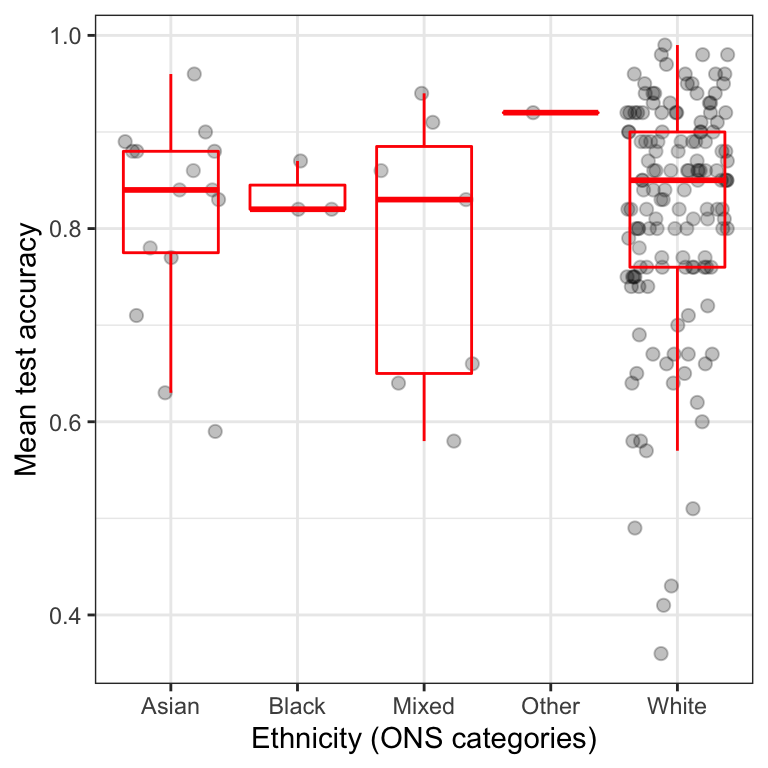 Mean test accuracy
1.0
0.8
0.6
0.4
Asian Black Mixed Other White
Ethnicity (ONS categories)